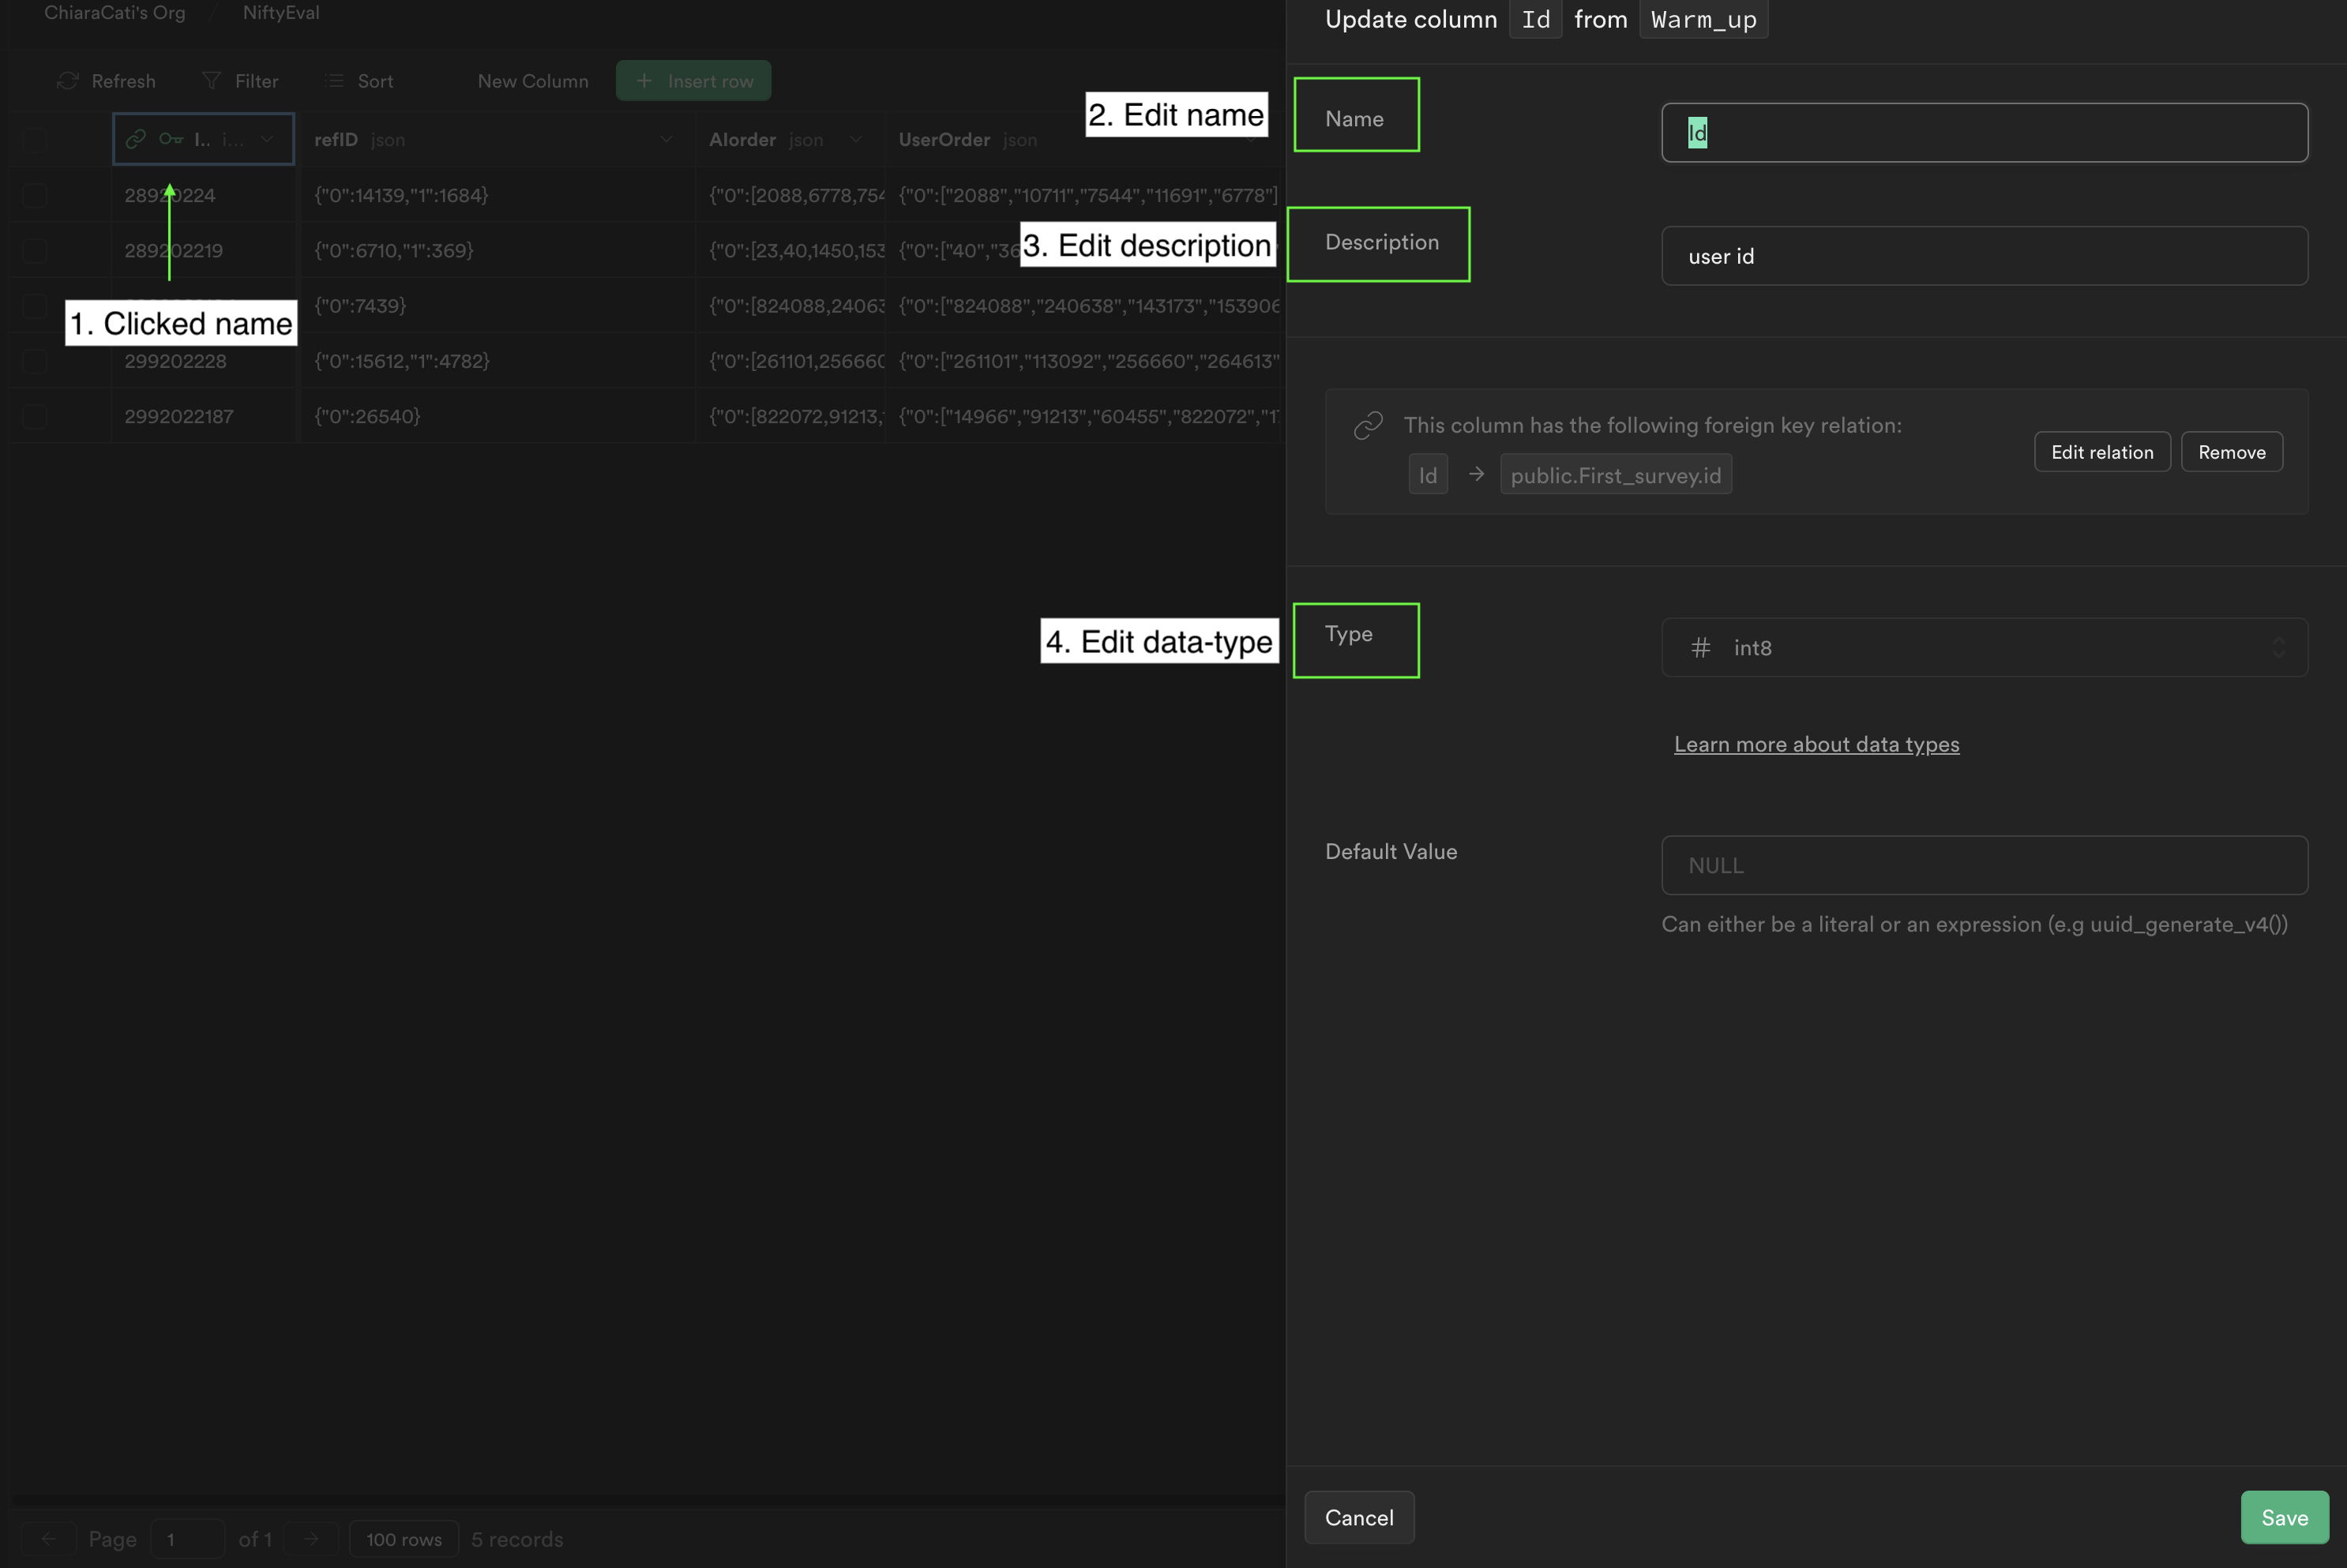 ChiaraCati's Org / NiftyEval
Refresh Filter Sort New Column + Insert row
I.. i... refID json AIorder json UserOrder json
28920224 {"0":14139,"1":1684} {"0":[2088,6778,754 {"0":["2088","10711","7544","11691","6778"]
289202219 {"0":6710,"1":369} {"0":[23,40,1450,153 {"0":["40","36
{"0":7439} {"0":[824088,24063 {"0":["824088","240638","143173","153906
299202228 {"0":15612,"1":4782} {"0":[261101,256660 {"0":["261101","113092","256660","264613"
2992022187 {"0":26540} {"0":[822072,91213, {"0":["14966","91213","60455","822072","1
1. Clicked name
2. Edit name
3. Edit description
4. Edit data-type
Page 1 of 1 100 rows 5 records
Update column Id from Warm_up
Name
Id
Description
user id
This column has the following foreign key relation:
Id → public.First_survey.id
Edit relation Remove
Type
# int8
Learn more about data types
Default Value
NULL
Can either be a literal or an expression (e.g uuid_generate_v4())
Cancel Save